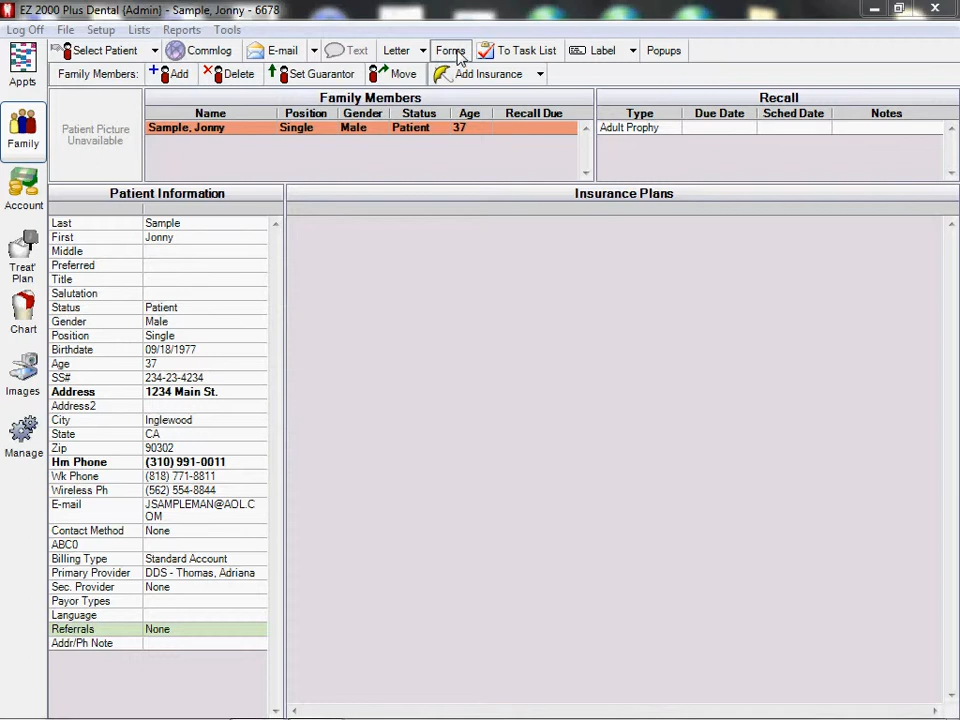 EZ 2000 Plus Dental {Admin} - Sample, Jonny - 6678
Log Off File Setup Lists Reports Tools
Select Patient Commlog E-mail Text Letter Forms To Task List Label Popups
Family Members: Add Delete Set Guarantor Move Add Insurance
Appts
Family
Account
Treat' Plan
Chart
Images
Manage
Patient Picture
Unavailable
Family Members
Name Position Gender Status Age Recall Due
Sample, Jonny Single Male Patient 37
Recall
Type Due Date Sched Date Notes
Adult Prophy
Patient Information
Last Sample
First Jonny
Middle
Preferred
Title
Salutation
Status Patient
Gender Male
Position Single
Birthdate 09/18/1977
Age 37
SS# 234-23-4234
Address 1234 Main St.
Address2
City Inglewood
State CA
Zip 90302
Hm Phone (310) 991-0011
Wk Phone (818) 771-8811
Wireless Ph (562) 554-8844
E-mail JSAMPLEMAN@AOL.C
OM
Contact Method None
ABC0
Billing Type Standard Account
Primary Provider DDS - Thomas, Adriana
Sec. Provider None
Payor Types
Language
Referrals None
Addr/Ph Note
Insurance Plans